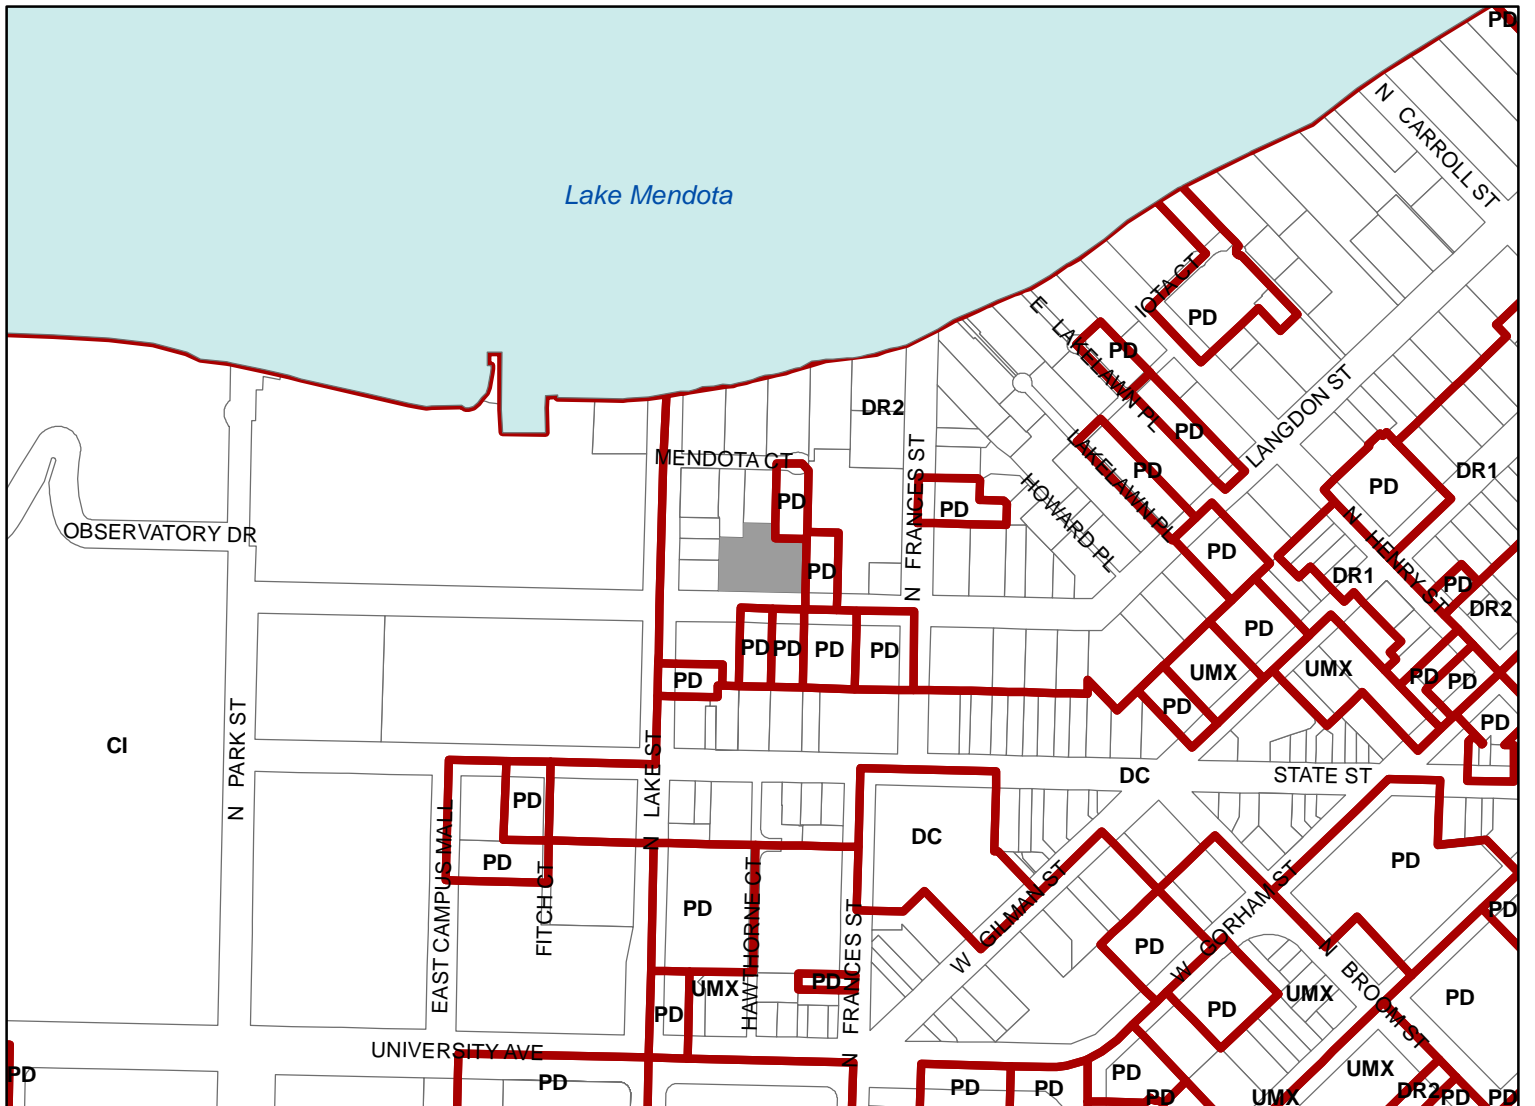 PD
N CARROLL ST
Lake Mendota
IOTA CT
E LAKELAWN PL
PD
PD
LANGDON ST
DR2
PD
LAKELAWN PL
PD
MENDOTA CT
N FRANCES ST
HOWARD PL
DR1
PD
PD
PD
OBSERVATORY DR
N HENRY ST
PD
PD
DR1
PD
DR2
PD
PD
PD
PD
PD
PD
UMX
UMX
PD
PD
PD
PD
PD
CI
N PARK ST
N LAKE ST
DC
STATE ST
PD
EAST CAMPUS MALL
DC
PD
PD
FITCH CT
PD
HAWTHORNE CT
N FRANCES ST
W GILMAN ST
W GORHAM ST
PD
PD
N BROOM ST
UMX
PD
PD
UMX
PD
PD
PD
UNIVERSITY AVE
PD
PD
PD
PD
PD
PD
UMX
UMX
DR2
PD
PD